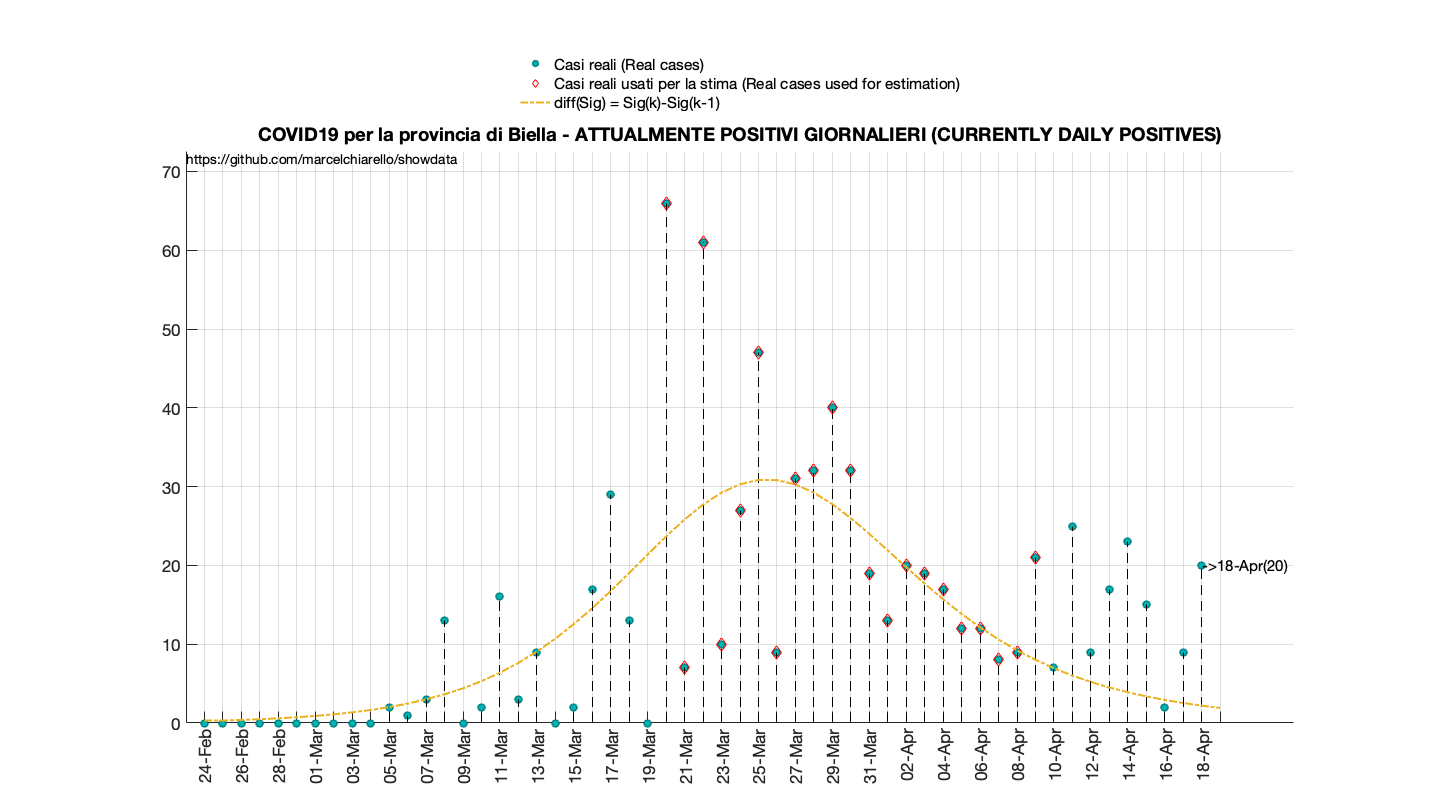 Casi reali (Real cases)
Casi reali usati per la stima (Real cases used for estimation)
diff(Sig) = Sig(k)-Sig(k-1)
COVID19 per la provincia di Biella - ATTUALMENTE POSITIVI GIORNALIERI (CURRENTLY DAILY POSITIVES)
https://github.com/marcelchiarello/showdata
70
60
50
40
30
20
10
0
->18-Apr(20)
24-Feb
26-Feb
28-Feb
01-Mar
03-Mar
05-Mar
07-Mar
09-Mar
11-Mar
13-Mar
15-Mar
17-Mar
19-Mar
21-Mar
23-Mar
25-Mar
27-Mar
29-Mar
31-Mar
02-Apr
04-Apr
06-Apr
08-Apr
10-Apr
12-Apr
14-Apr
16-Apr
18-Apr